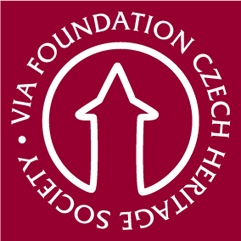 VIA FOUNDATION CZECH HERITAGE SOCIETY •